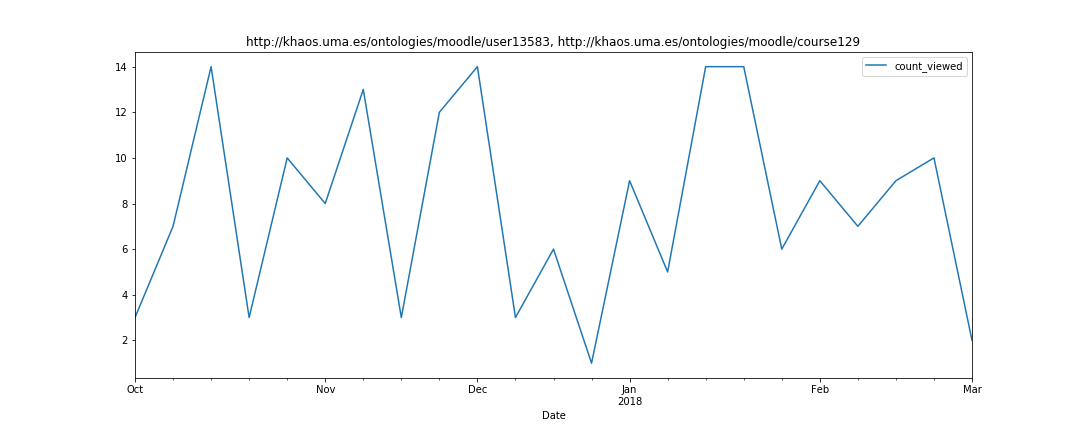 http://khaos.uma.es/ontologies/moodle/user13583, http://khaos.uma.es/ontologies/moodle/course129
count_viewed
14
12
10
8
6
4
2
Oct Nov Dec Jan Feb Mar
2018
Date